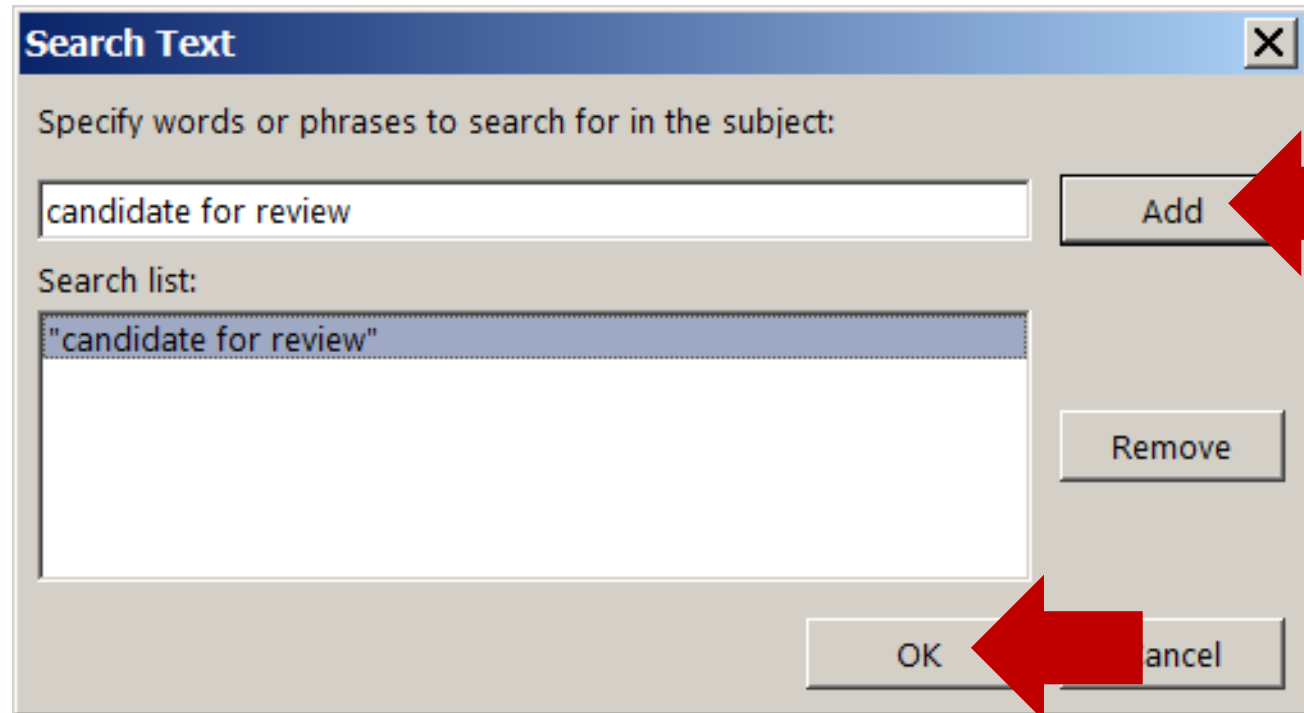 Search Text
Specify words or phrases to search for in the subject:
candidate for review
Add
Search list:
"candidate for review"
Remove
OK
ancel